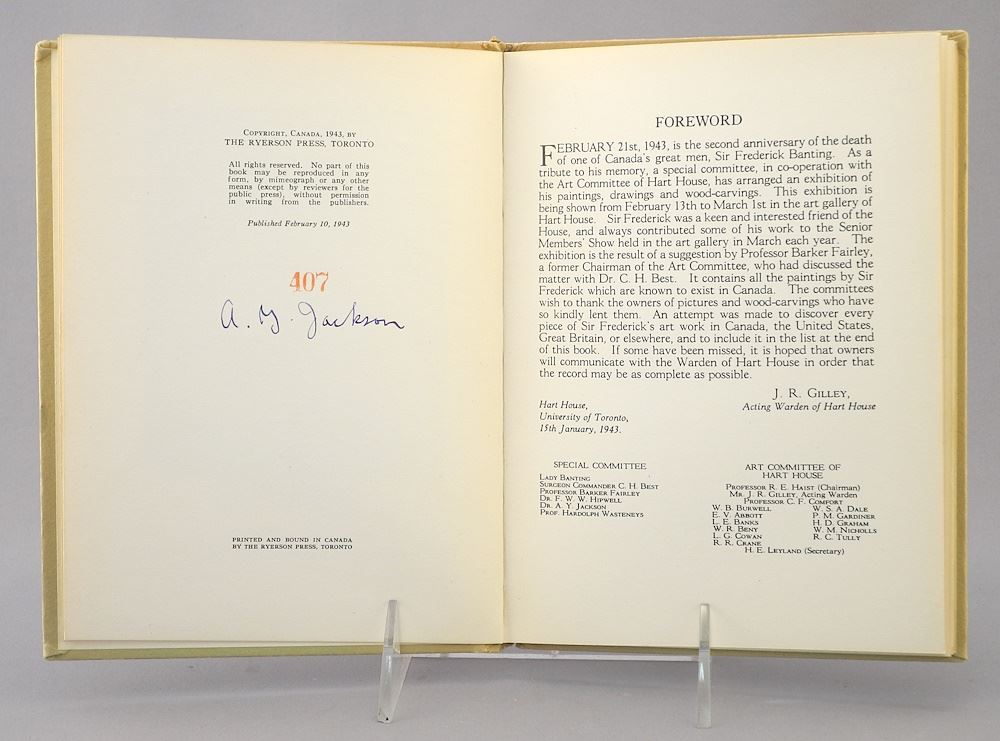 COPYRIGHT, CANADA, 1943, BY
THE RYERSON PRESS, TORONTO
All rights reserved. No part of this
book may be reproduced in any
form, by mimeograph or any other
means (except by reviewers for the
public press), without permission
in writing from the publishers.
Published February 10, 1943
407
A. Y. Jackson
PRINTED AND BOUND IN CANADA
BY THE RYERSON PRESS, TORONTO
FOREWORD
FEBRUARY 21st, 1943, is the second anniversary of the death
of one of Canada's great men, Sir Frederick Banting. As a
tribute to his memory, a special committee, in co-operation with
the Art Committee of Hart House, has arranged an exhibition of
his paintings, drawings and wood-carvings. This exhibition is
being shown from February 13th to March 1st in the art gallery of
Hart House. Sir Frederick was a keen and interested friend of the
House, and always contributed some of his work to the Senior
Members' Show held in the art gallery in March each year. The
exhibition is the result of a suggestion by Professor Barker Fairley,
a former Chairman of the Art Committee, who had discussed the
matter with Dr. C. H. Best. It contains all the paintings by Sir
Frederick which are known to exist in Canada. The committees
wish to thank the owners of pictures and wood-carvings who have
so kindly lent them. An attempt was made to discover every
piece of Sir Frederick's art work in Canada, the United States,
Great Britain, or elsewhere, and to include it in the list at the end
of this book. If some have been missed, it is hoped that owners
will communicate with the Warden of Hart House in order that
the record may be as complete as possible.
J. R. GILLEY,
Acting Warden of Hart House
Hart House,
University of Toronto,
15th January, 1943.
SPECIAL COMMITTEE
LADY BANTING
SURGEON COMMANDER C. H. BEST
PROFESSOR BARKER FAIRLEY
DR. F. W. W. HIPWELL
DR. A. Y. JACKSON
PROF. HARDOLPH WASTENEYS
ART COMMITTEE OF
HART HOUSE
PROFESSOR R. E. HAIST (Chairman)
MR. J. R. GILLEY, Acting Warden
PROFESSOR C. F. COMFORT
W. B. BURWELL W. S. A. DALE
E. V. ABBOTT P. M. GARDINER
L. E. BANKS H. D. GRAHAM
W. R. BENY W. M. NICHOLLS
L. G. COWAN R. C. TULLY
R. R. CRANE
H. E. LEYLAND (Secretary)